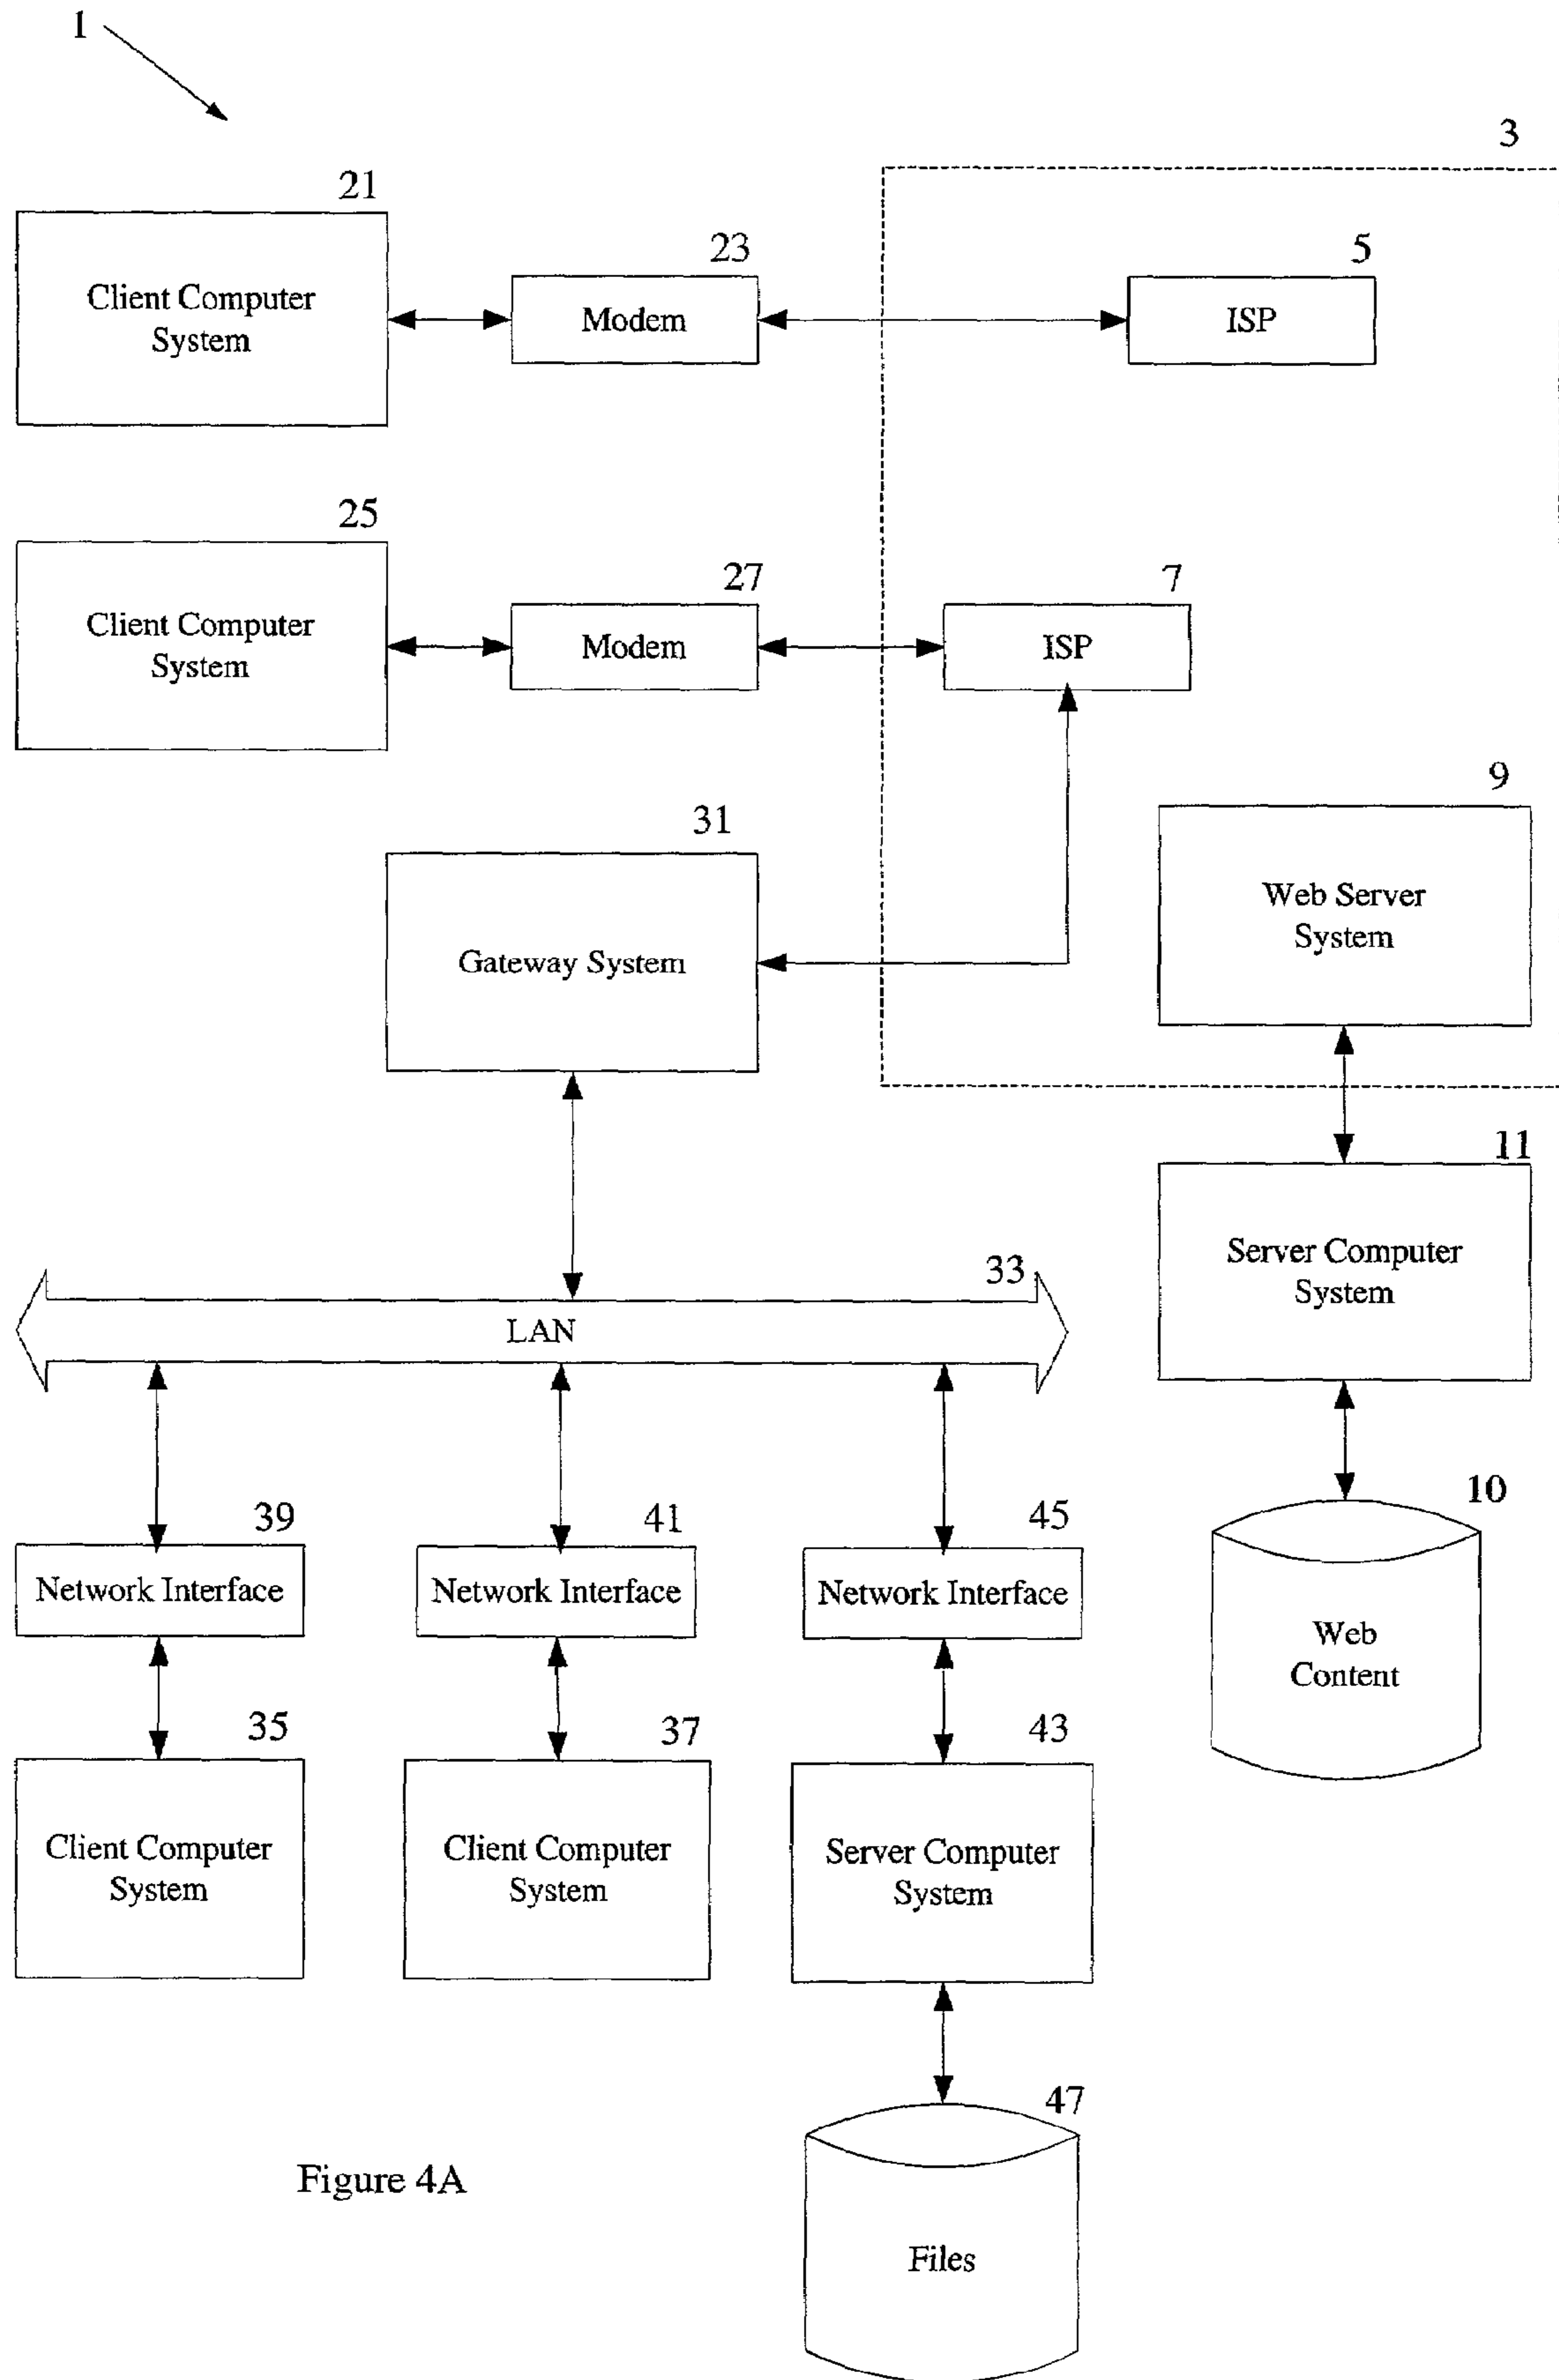 1
3
21
Client Computer
System
23
Modem
5
ISP
25
Client Computer
System
27
Modem
7
ISP
31
Gateway System
9
Web Server
System
11
Server Computer
System
33
LAN
10
Web
Content
39
Network Interface
41
Network Interface
45
Network Interface
35
Client Computer
System
37
Client Computer
System
43
Server Computer
System
47
Files
Figure 4A